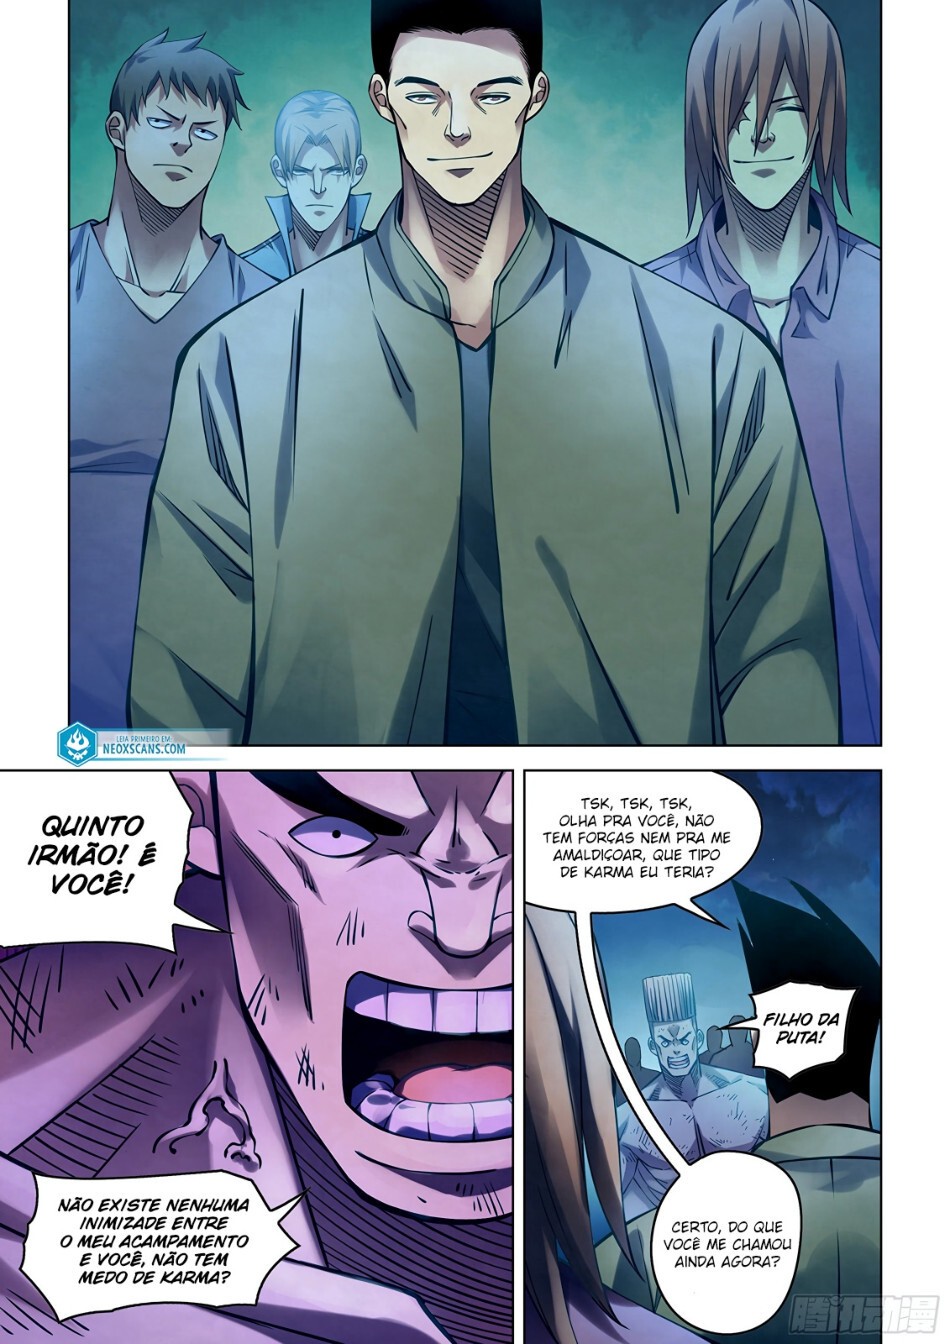 LEIA PRIMEIRO EM
NEOXSCANS.COM
QUINTO
IRMÃO! É
VOCÊ!
NÃO EXISTE NENHUMA
INIMIZADE ENTRE
O MEU ACAMPAMENTO
E VOCÊ, NÃO TEM
MEDO DE KARMA?
TSK, TSK, TSK,
OLHA PRA VOCÊ, NÃO
TEM FORÇAS NEM PRA ME
AMALDIÇOAR, QUE TIPO
DE KARMA EU TERIA?
FILHO DA
PUTA!
CERTO, DO QUE
VOCÊ ME CHAMOU
AINDA AGORA?
腾讯动漫